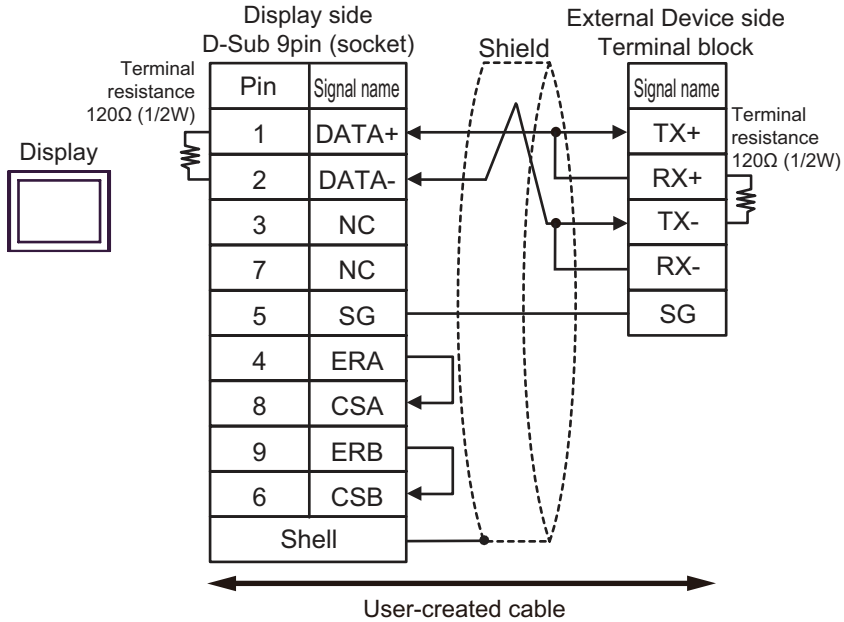 Display side
D-Sub 9pin (socket)
Shield
External Device side
Terminal block
Terminal
resistance
120Ω (1/2W)
Display
Pin Signal name
1 DATA+
2 DATA-
3 NC
7 NC
5 SG
4 ERA
8 CSA
9 ERB
6 CSB
Shell
Signal name
TX+
RX+
TX-
RX-
SG
Terminal
resistance
120Ω (1/2W)
User-created cable